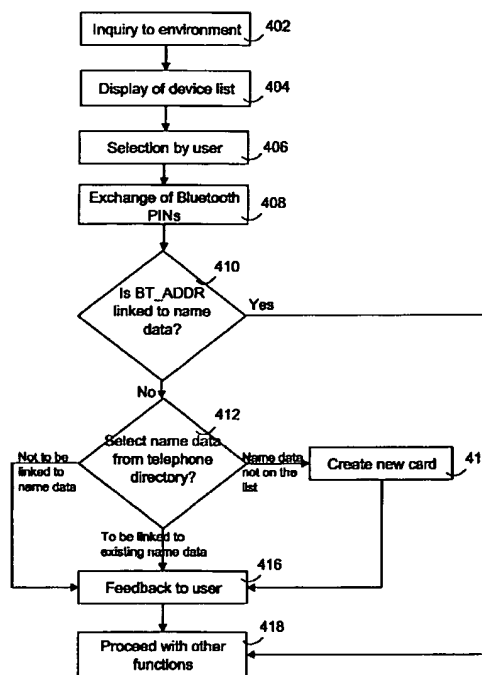 Inquiry to environment
402
Display of device list
404
Selection by user
406
Exchange of Bluetooth
PINs
408
410
Is BT_ADDR
linked to name
data?
Yes
No
412
Select name data
from telephone
directory?
Not to be
linked to
name data
Name data
not on the
list
Create new card
41
To be linked to
existing name data
Feedback to user
416
Proceed with other
functions
418